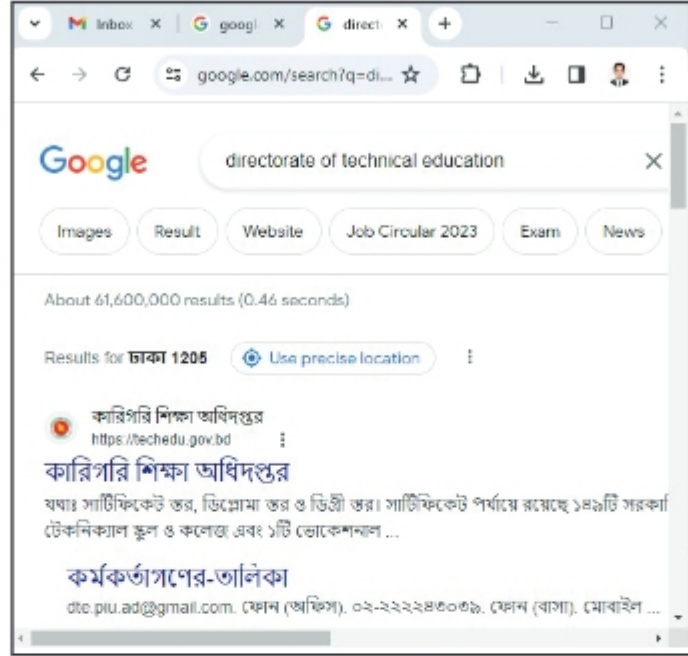 Inbox googl direct
google.com/search?q=di...
Google directorate of technical education
Images Result Website Job Circular 2023 Exam News
About 61,600,000 results (0.46 seconds)
Results for ঢাকা 1205 Use precise location
কারিগরি শিক্ষা অধিদপ্তর
https://techedu.gov.bd
কারিগরি শিক্ষা অধিদপ্তর
যথাঃ সার্টিফিকেট স্তর, ডিপ্লোমা স্তর ও ডিগ্রী স্তর। সার্টিফিকেট পর্যায়ে রয়েছে ১৪৯টি সরকারি
টেকনিক্যাল স্কুল ও কলেজ এবং ১টি ভোকেশনাল ...
কর্মকর্তাগণের-তালিকা
dte.piu.ad@gmail.com. ফোন (অফিস). ০২-২২২২৪৩০৩৯. ফোন (বাসা). মোবাইল ...